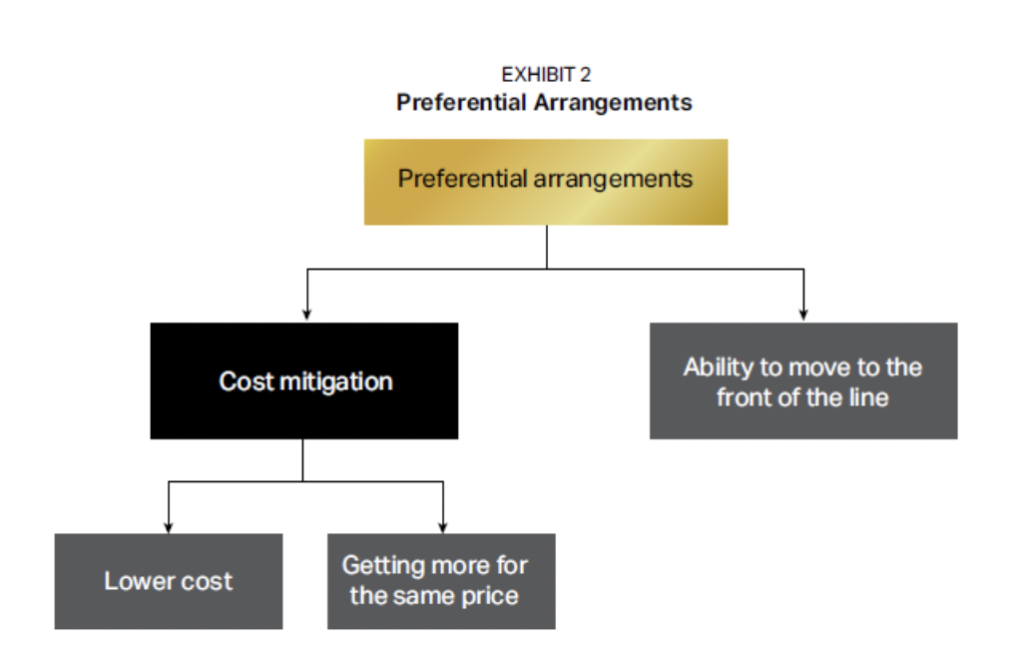 EXHIBIT 2
Preferential Arrangements
Preferential arrangements
Cost mitigation
Ability to move to the
front of the line
Lower cost
Getting more for
the same price